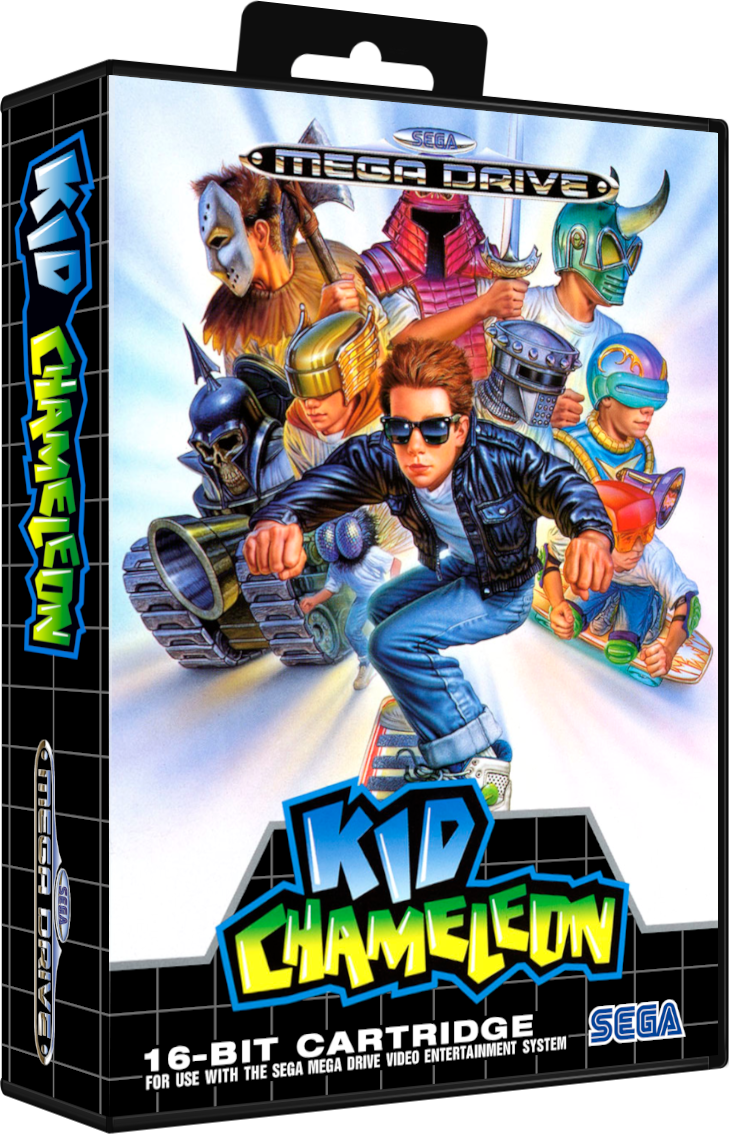 SEGA
MEGA DRIVE
KID
CHAMELEON
16-BIT CARTRIDGE
FOR USE WITH THE SEGA MEGA DRIVE VIDEO ENTERTAINMENT SYSTEM
SEGA
KID CHAMELEON
SEGA
MEGA DRIVE